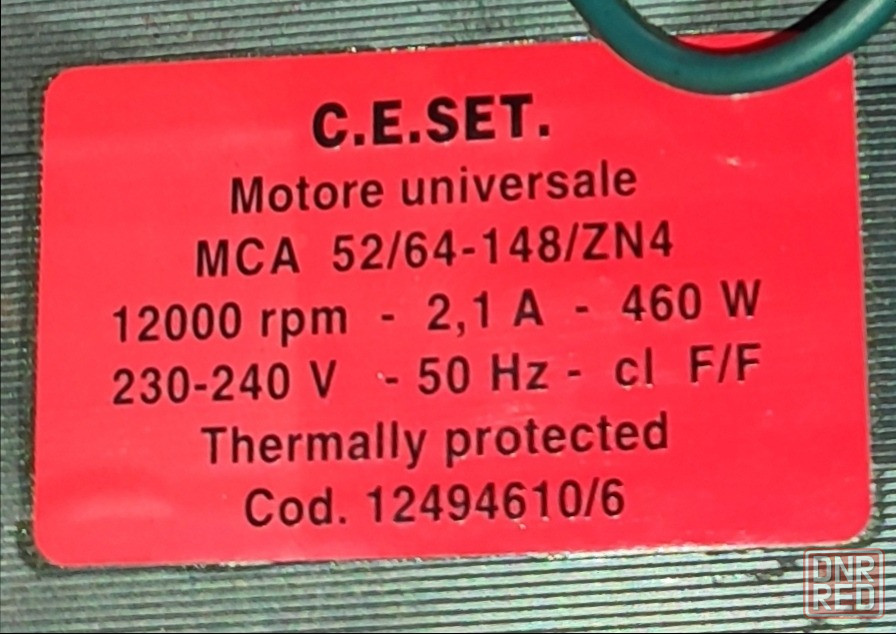 C.E.SET.
Motore universale
MCA 52/64-148/ZN4
12000 rpm - 2,1 A - 460 W
230-240 V - 50 Hz - cl F/F
Thermally protected
Cod. 12494610/6
DNR
RED